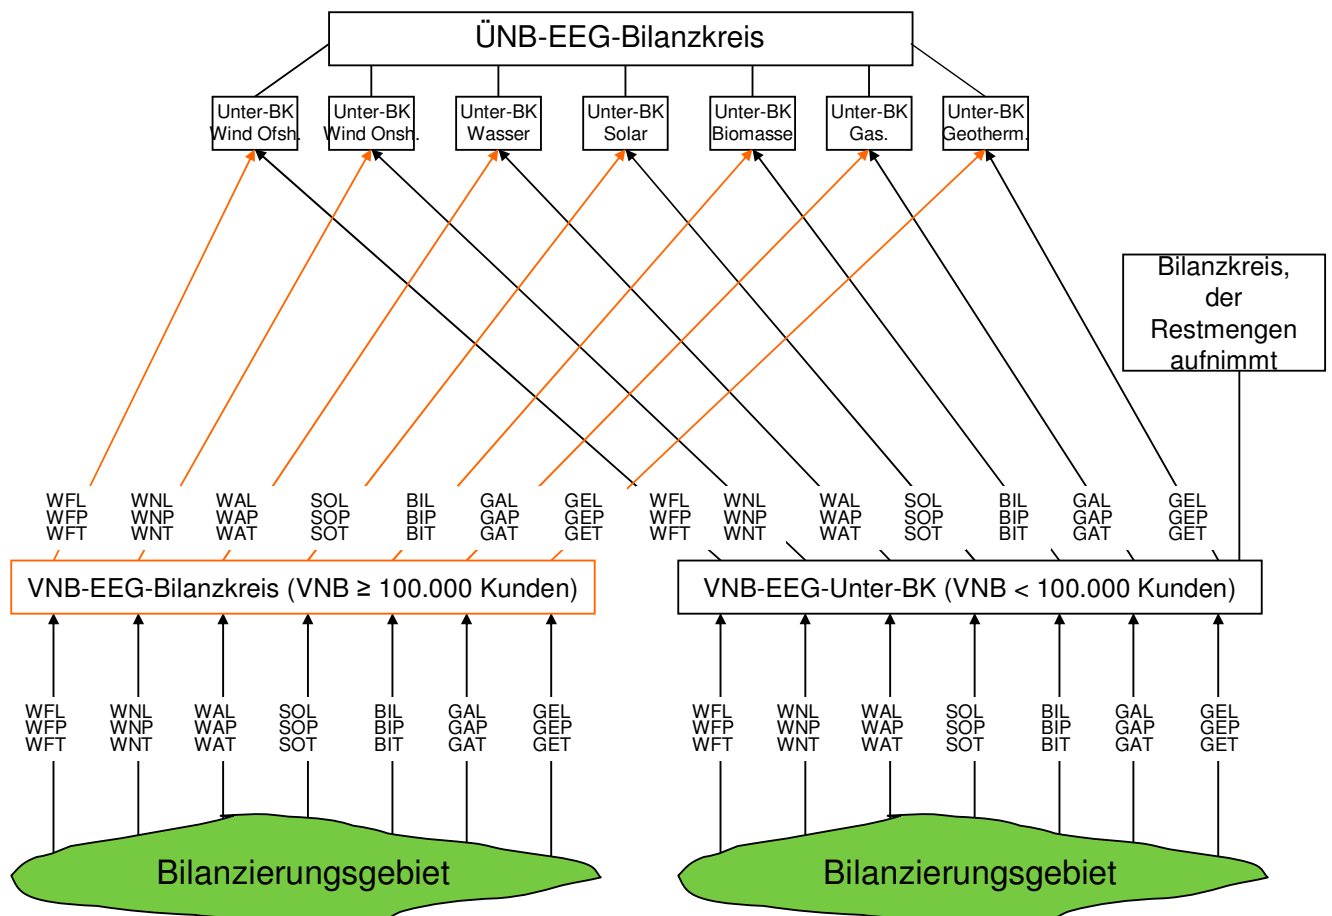 ÜNB-EEG-Bilanzkreis
Unter-BK
Wind Ofsh.
Unter-BK
Wind Onsh.
Unter-BK
Wasser
Unter-BK
Solar
Unter-BK
Biomasse
Unter-BK
Gas.
Unter-BK
Geotherm.
Bilanzkreis,
der
Restmengen
aufnimmt
WFL
WFP
WFT
WNL
WNP
WNT
WAL
WAP
WAT
SOL
SOP
SOT
BIL
BIP
BIT
GAL
GAP
GAT
GEL
GEP
GET
WFL
WFP
WFT
WNL
WNP
WNT
WAL
WAP
WAT
SOL
SOP
SOT
BIL
BIP
BIT
GAL
GAP
GAT
GEL
GEP
GET
VNB-EEG-Bilanzkreis (VNB ≥ 100.000 Kunden)
VNB-EEG-Unter-BK (VNB < 100.000 Kunden)
WFL
WFP
WFT
WNL
WNP
WNT
WAL
WAP
WAT
SOL
SOP
SOT
BIL
BIP
BIT
GAL
GAP
GAT
GEL
GEP
GET
WFL
WFP
WFT
WNL
WNP
WNT
WAL
WAP
WAT
SOL
SOP
SOT
BIL
BIP
BIT
GAL
GAP
GAT
GEL
GEP
GET
Bilanzierungsgebiet
Bilanzierungsgebiet